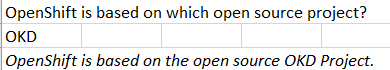 OpenShift is based on which open source project?
OKD
OpenShift is based on the open source OKD Project.